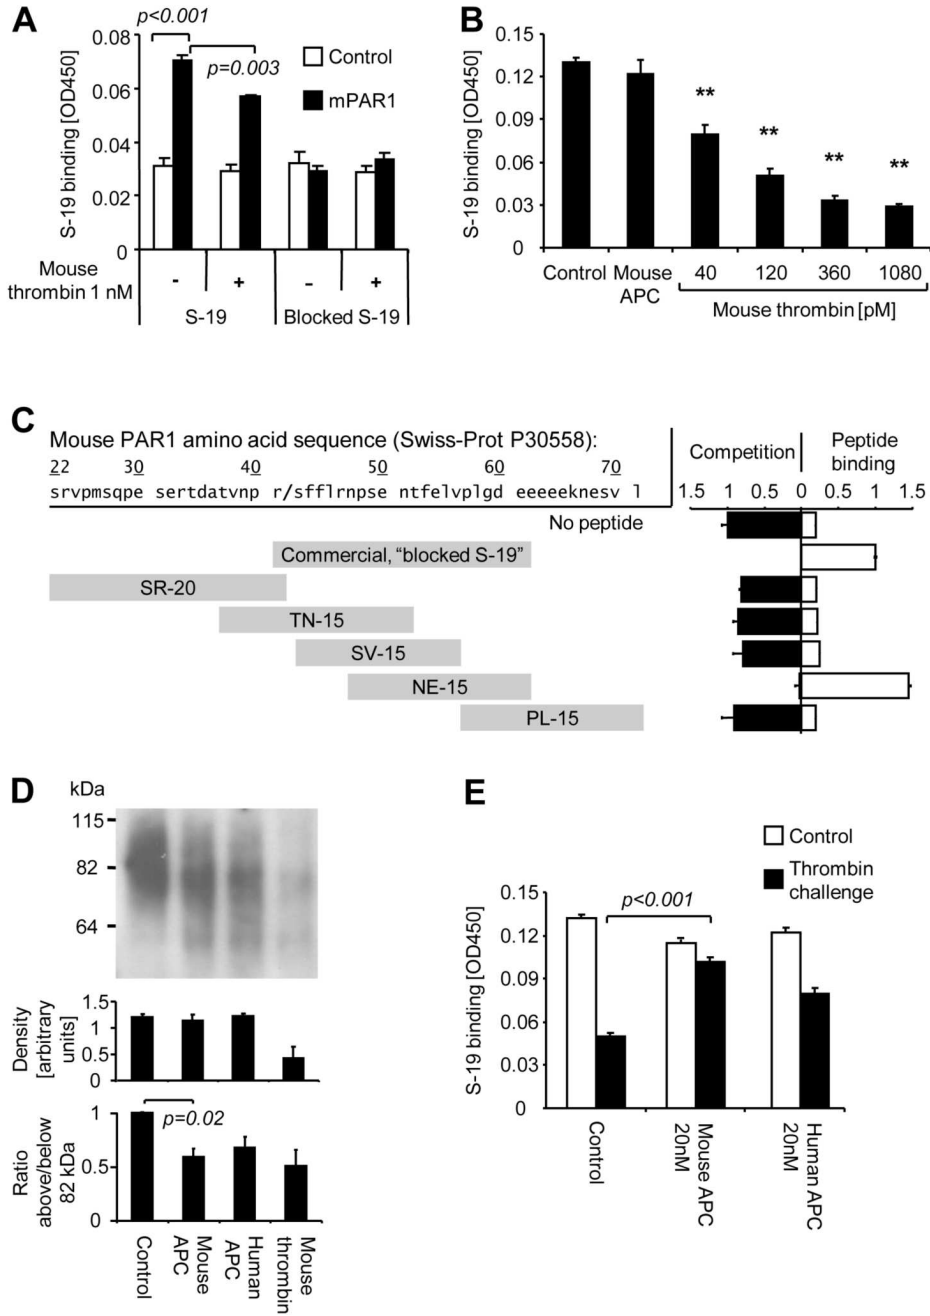 A
p<0.001
p=0.003
Control
mPAR1
S-19 binding [OD450]
0.08
0.06
0.04
0.02
0
Mouse thrombin 1 nM
- + - +
S-19 Blocked S-19
B
S-19 binding [OD450]
0.15
0.12
0.09
0.06
0.03
0
** ** ** **
Control Mouse APC 40 120 360 1080
Mouse thrombin [pM]
C
Mouse PAR1 amino acid sequence (Swiss-Prot P30558):
22 30 40 50 60 70
srvpmsqpe sertdatvnp r/sfflrnpse ntfelvplgd eeeeeknesv l
Competition Peptide binding
1.5 1 0.5 0 0.5 1 1.5
No peptide
Commercial, "blocked S-19"
SR-20
TN-15
SV-15
NE-15
PL-15
D
kDa
115
82
64
Density [arbitrary units]
1.5
1
0.5
0
Ratio above/below 82 kDa
1
0.5
0
p=0.02
Control
Mouse APC
Human APC
Mouse thrombin
E
Control
Thrombin challenge
p<0.001
S-19 binding [OD450]
0.15
0.12
0.09
0.06
0.03
0
Control
Mouse APC 20nM
Human APC 20nM